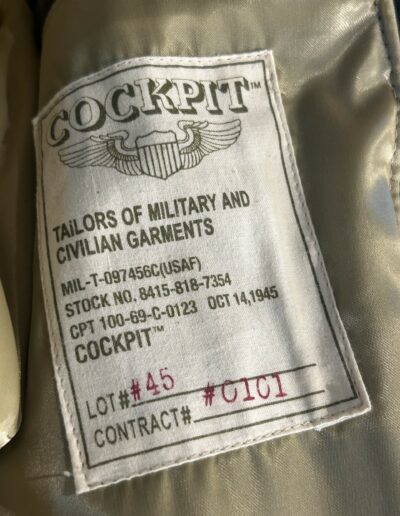 COCKPIT™
TAILORS OF MILITARY AND
CIVILIAN GARMENTS
MIL-T-097456C(USAF)
STOCK NO. 8415-818-7354
CPT 100-69-C-0123 OCT 14,1945
COCKPIT™
LOT# #45
CONTRACT# #C1C1